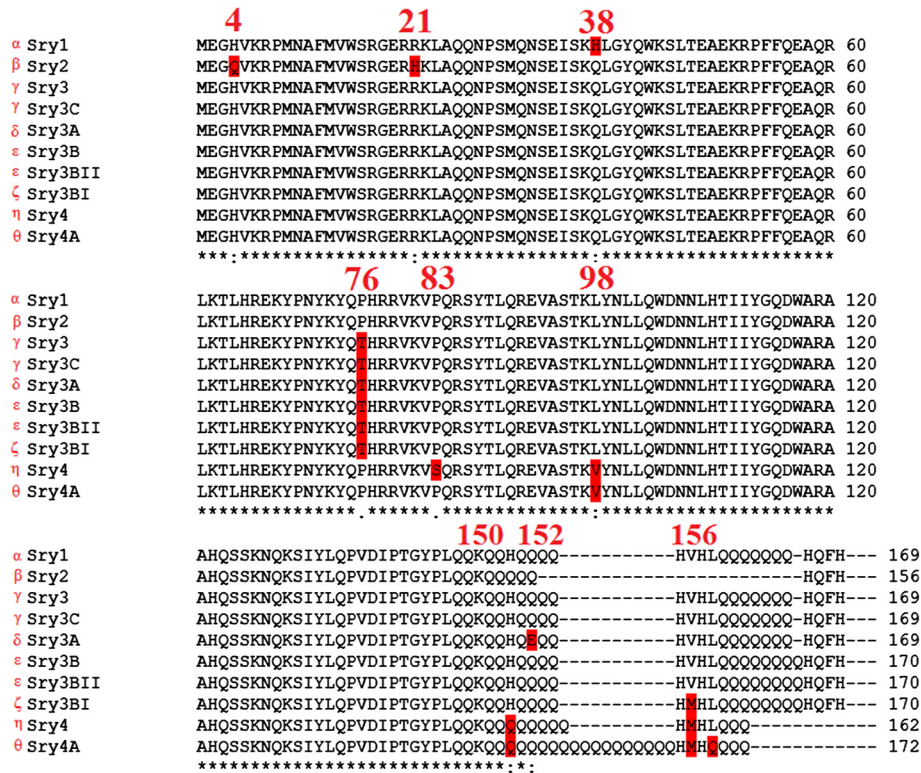 4 21 38
α Sry1 MEGHVKRPMNAFMVWSRGERRKLAQQNPSMQNSEISKHLGYQWKSLTEAEKRPFFQEAQR 60
β Sry2 MEGQVKRPMNAFMVWSRGERHKLAQQNPSMQNSEISKQLGYQWKSLTEAEKRPFFQEAQR 60
γ Sry3 MEGHVKRPMNAFMVWSRGERRKLAQQNPSMQNSEISKQLGYQWKSLTEAEKRPFFQEAQR 60
γ Sry3C MEGHVKRPMNAFMVWSRGERRKLAQQNPSMQNSEISKQLGYQWKSLTEAEKRPFFQEAQR 60
δ Sry3A MEGHVKRPMNAFMVWSRGERRKLAQQNPSMQNSEISKQLGYQWKSLTEAEKRPFFQEAQR 60
ε Sry3B MEGHVKRPMNAFMVWSRGERRKLAQQNPSMQNSEISKQLGYQWKSLTEAEKRPFFQEAQR 60
ε Sry3BII MEGHVKRPMNAFMVWSRGERRKLAQQNPSMQNSEISKQLGYQWKSLTEAEKRPFFQEAQR 60
ζ Sry3BI MEGHVKRPMNAFMVWSRGERRKLAQQNPSMQNSEISKQLGYQWKSLTEAEKRPFFQEAQR 60
η Sry4 MEGHVKRPMNAFMVWSRGERRKLAQQNPSMQNSEISKQLGYQWKSLTEAEKRPFFQEAQR 60
θ Sry4A MEGHVKRPMNAFMVWSRGERRKLAQQNPSMQNSEISKQLGYQWKSLTEAEKRPFFQEAQR 60
***:****************:****************:**********************
76 83 98
α Sry1 LKTLHREKYPNYKYQPHRRVKVPQRSYTLQREVASTKLYNLLQWDNNLHTIIYGQDWARA 120
β Sry2 LKTLHREKYPNYKYQPHRRVKVPQRSYTLQREVASTKLYNLLQWDNNLHTIIYGQDWARA 120
γ Sry3 LKTLHREKYPNYKYQTHRRVKVPQRSYTLQREVASTKLYNLLQWDNNLHTIIYGQDWARA 120
γ Sry3C LKTLHREKYPNYKYQTHRRVKVPQRSYTLQREVASTKLYNLLQWDNNLHTIIYGQDWARA 120
δ Sry3A LKTLHREKYPNYKYQTHRRVKVPQRSYTLQREVASTKLYNLLQWDNNLHTIIYGQDWARA 120
ε Sry3B LKTLHREKYPNYKYQTHRRVKVPQRSYTLQREVASTKLYNLLQWDNNLHTIIYGQDWARA 120
ε Sry3BII LKTLHREKYPNYKYQTHRRVKVPQRSYTLQREVASTKLYNLLQWDNNLHTIIYGQDWARA 120
ζ Sry3BI LKTLHREKYPNYKYQTHRRVKVPQRSYTLQREVASTKLYNLLQWDNNLHTIIYGQDWARA 120
η Sry4 LKTLHREKYPNYKYQPHRRVKVSQRSYTLQREVASTKVYNLLQWDNNLHTIIYGQDWARA 120
θ Sry4A LKTLHREKYPNYKYQPHRRVKVPQRSYTLQREVASTKVYNLLQWDNNLHTIIYGQDWARA 120
***************.******.**************:**********************
150 152 156
α Sry1 AHQSSKNQKSIYLQPVDIPTGYPLQQKQQHQQQQ-----------HVHLQQQQQQQ-HQFH--- 169
β Sry2 AHQSSKNQKSIYLQPVDIPTGYPLQQKQQQQQ-------------------------HQFH--- 156
γ Sry3 AHQSSKNQKSIYLQPVDIPTGYPLQQKQQHQQQQ-----------HVHLQQQQQQQ-HQFH--- 169
γ Sry3C AHQSSKNQKSIYLQPVDIPTGYPLQQKQQHQQQQ-----------HVHLQQQQQQQ-HQFH--- 169
δ Sry3A AHQSSKNQKSIYLQPVDIPTGYPLQQKQQHQEQQ-----------HVHLQQQQQQQ-HQFH--- 169
ε Sry3B AHQSSKNQKSIYLQPVDIPTGYPLQQKQQHQQQQ-----------HVHLQQQQQQQQHQFH--- 170
ε Sry3BII AHQSSKNQKSIYLQPVDIPTGYPLQQKQQHQQQQ-----------HVHLQQQQQQQQHQFH--- 170
ζ Sry3BI AHQSSKNQKSIYLQPVDIPTGYPLQQKQQHQQQQ-----------HMHLQQQQQQQQHQFH--- 170
η Sry4 AHQSSKNQKSIYLQPVDIPTGYPLQQKQQQQQQQQ----------HMHLQQQ------------ 162
θ Sry4A AHQSSKNQKSIYLQPVDIPTGYPLQQKQQQQQQQQQQQQQQQQQQHMHQQQQ------------ 172
*****************************:*: